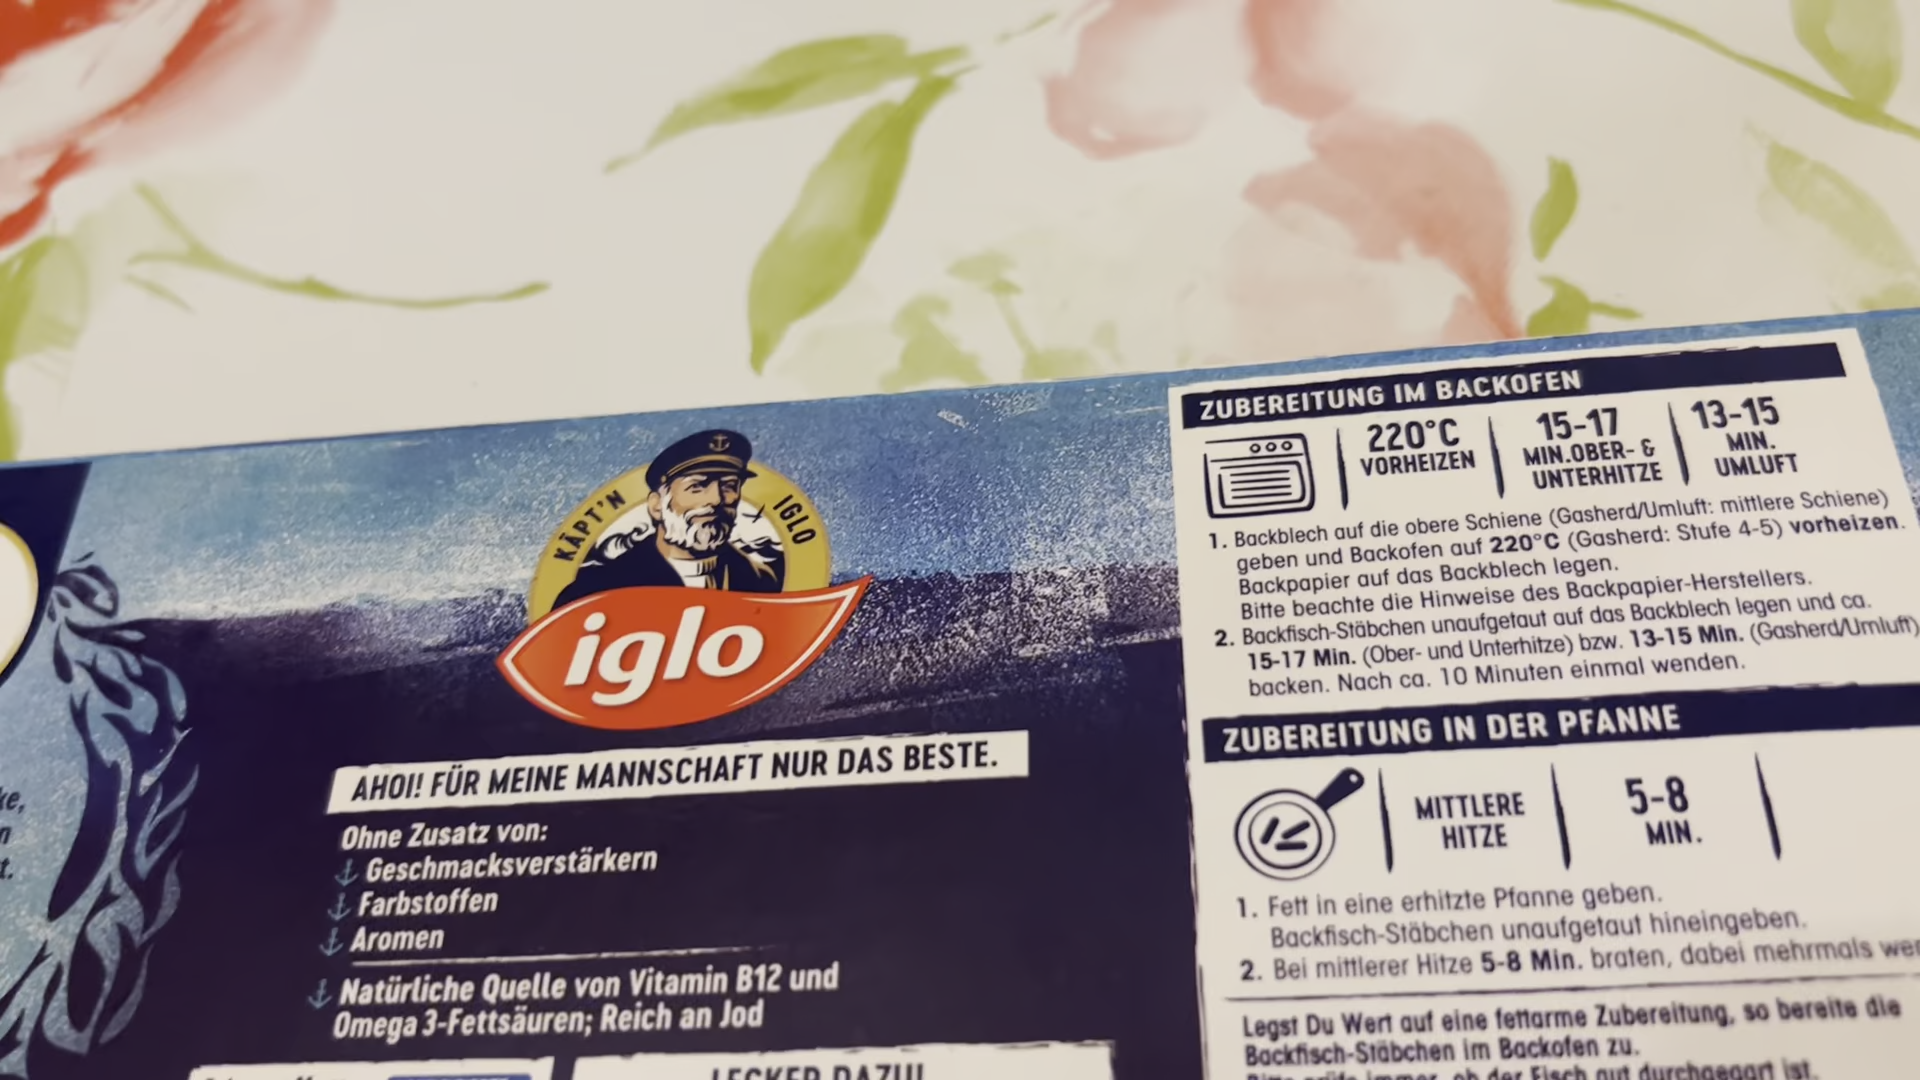 KÄPT'N IGLO
iglo
AHOI! FÜR MEINE MANNSCHAFT NUR DAS BESTE.
Ohne Zusatz von:
Geschmacksverstärkern
Farbstoffen
Aromen
Natürliche Quelle von Vitamin B12 und
Omega 3-Fettsäuren; Reich an Jod
LECKER DAZU!
ZUBEREITUNG IM BACKOFEN
220°C
VORHEIZEN
15-17
MIN. OBER- &
UNTERHITZE
13-15
MIN.
UMLUFT
1. Backblech auf die obere Schiene (Gasherd/Umluft: mittlere Schiene)
geben und Backofen auf 220°C (Gasherd: Stufe 4-5) vorheizen.
Backpapier auf das Backblech legen.
Bitte beachte die Hinweise des Backpapier-Herstellers.
2. Backfisch-Stäbchen unaufgetaut auf das Backblech legen und ca.
15-17 Min. (Ober- und Unterhitze) bzw. 13-15 Min. (Gasherd/Umluft)
backen. Nach ca. 10 Minuten einmal wenden.
ZUBEREITUNG IN DER PFANNE
MITTLERE
HITZE
5-8
MIN.
1. Fett in eine erhitzte Pfanne geben.
Backfisch-Stäbchen unaufgetaut hineingeben.
2. Bei mittlerer Hitze 5-8 Min. braten, dabei mehrmals
Legst Du Wert auf eine fettarme Zubereitung, so bereite die
Backfisch-Stäbchen im Backofen zu.
immer, ob der Fisch gut durchgegart ist.